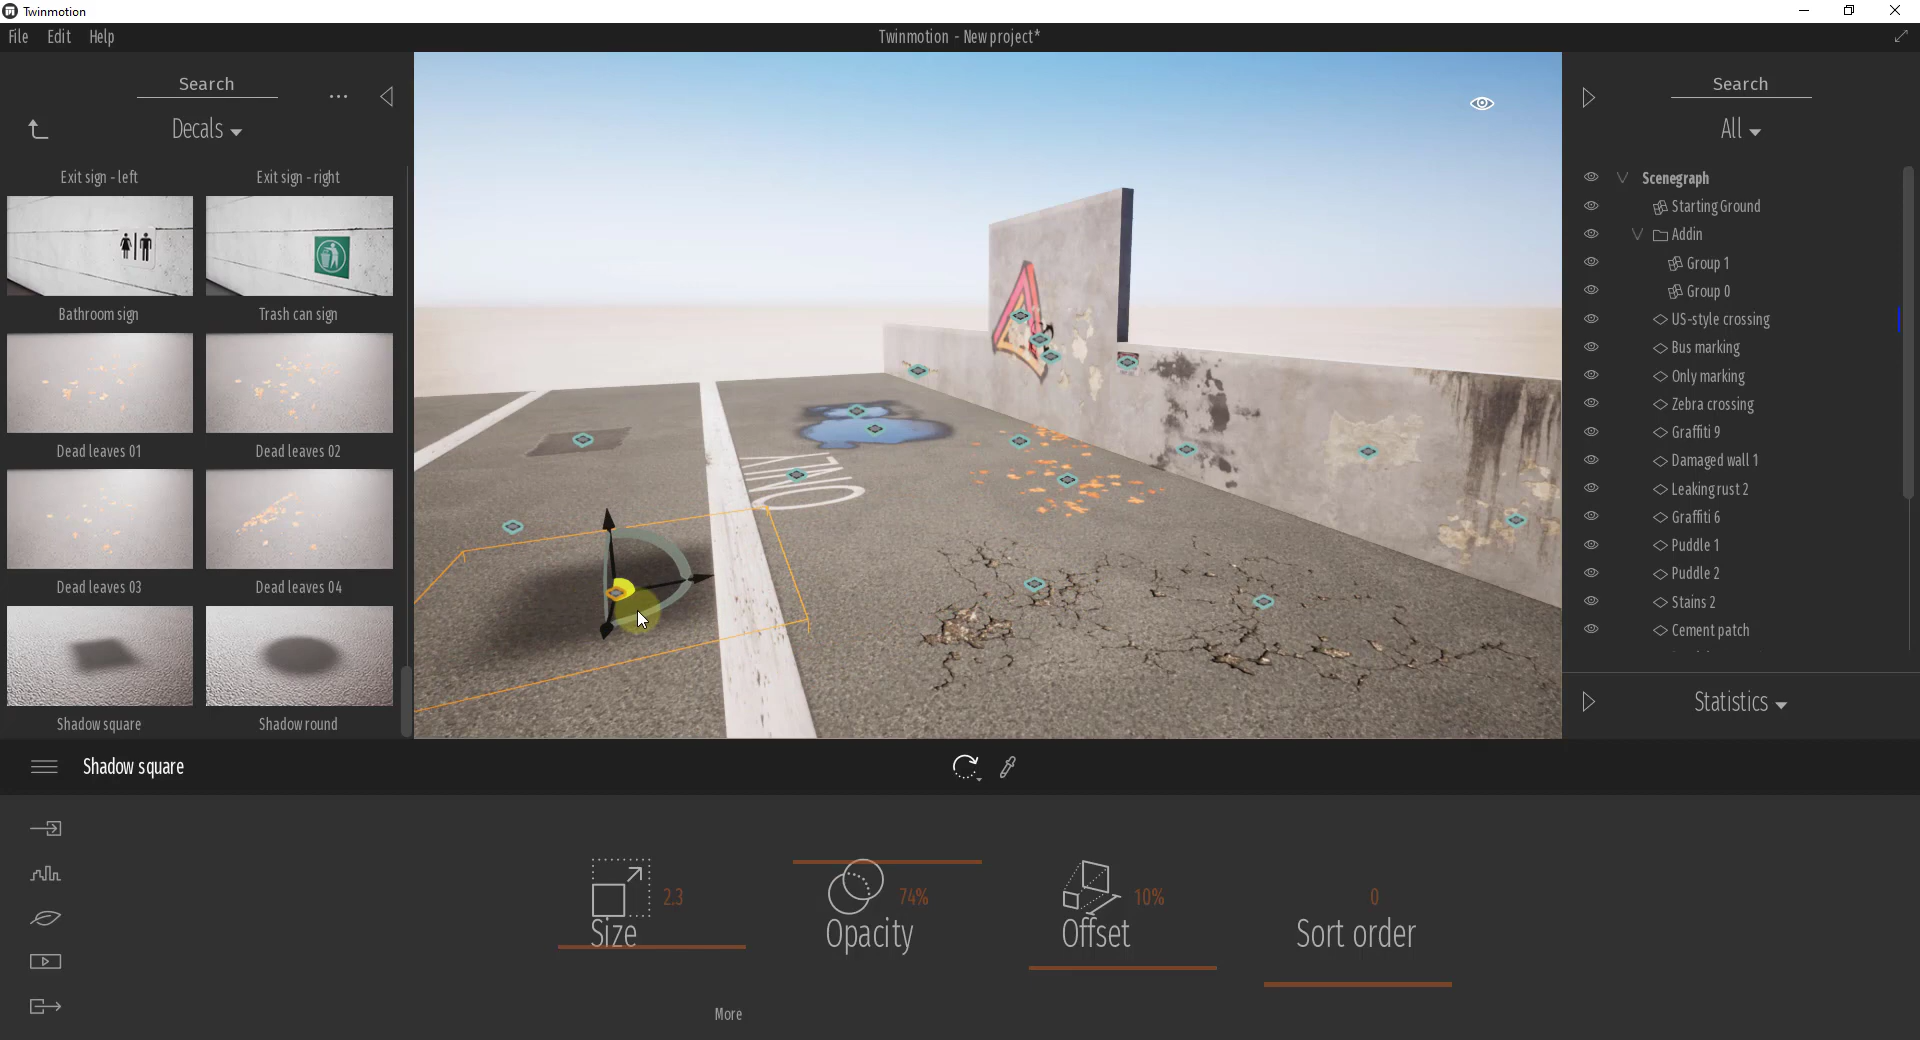 Twinmotion
File Edit Help
Twinmotion - New project*
Search
...
Decals
Exit sign - left
Exit sign - right
Bathroom sign
Trash can sign
Dead leaves 01
Dead leaves 02
Dead leaves 03
Dead leaves 04
Shadow square
Shadow round
ONLY
Search
All
Scenegraph
Starting Ground
Addin
Group 1
Group 0
US-style crossing
Bus marking
Only marking
Zebra crossing
Graffiti 9
Damaged wall 1
Leaking rust 2
Graffiti 6
Puddle 1
Puddle 2
Stains 2
Cement patch
Statistics
Shadow square
2.3
Size
74%
Opacity
10%
Offset
0
Sort order
More